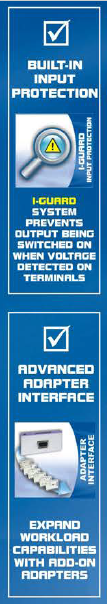 BUILT-IN
INPUT
PROTECTION
I-GUARD
INPUT PROTECTION
I-GUARD
SYSTEM
PREVENTS
OUTPUT BEING
SWITCHED ON
WHEN VOLTAGE
DETECTED ON
TERMINALS
ADVANCED
ADAPTER
INTERFACE
ADAPTER
INTERFACE
EXPAND
WORKLOAD
CAPABILITIES
WITH ADD-ON
ADAPTERS